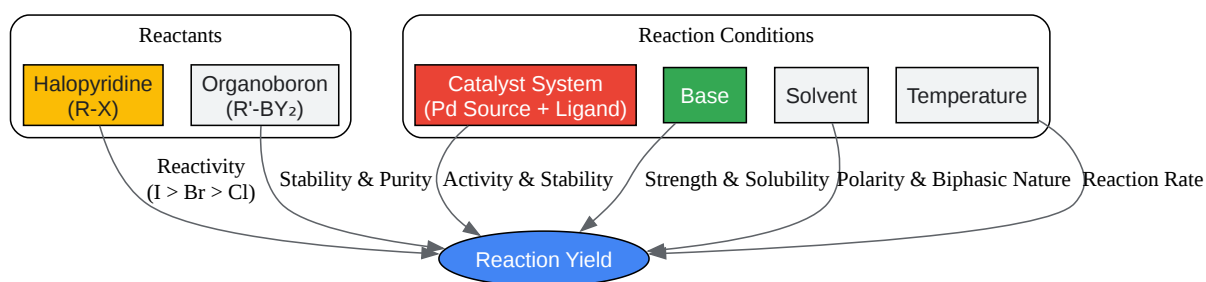 Reactants
Reaction Conditions
Halopyridine
(R-X)
Organoboron
(R'-BY₂)
Catalyst System
(Pd Source + Ligand)
Base
Solvent
Temperature
Reactivity
(I > Br > Cl)
Stability & Purity
Activity & Stability
Strength & Solubility
Polarity & Biphasic Nature
Reaction Rate
Reaction Yield